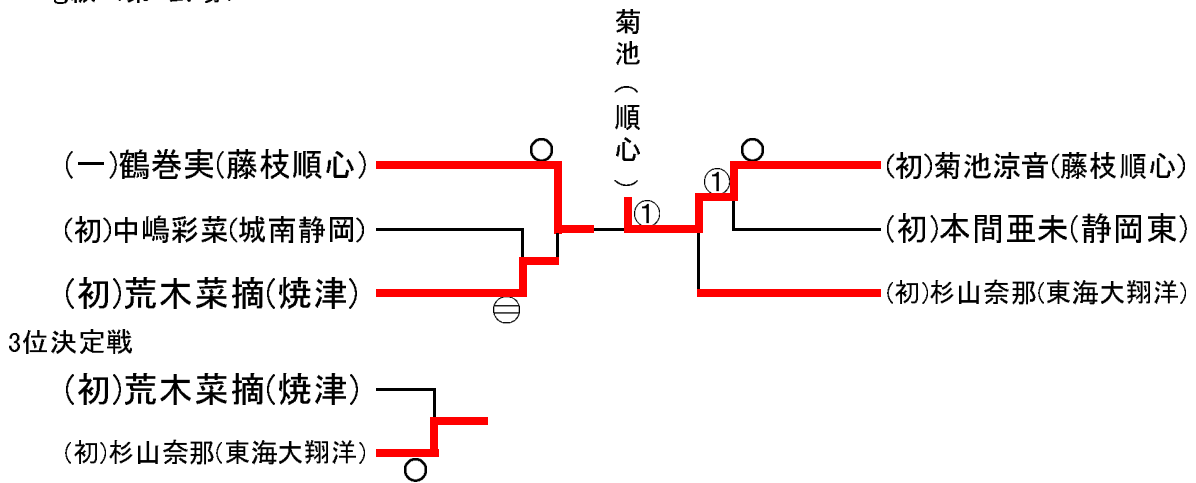 菊池(順心)
(一)鶴巻実(藤枝順心)
(初)中嶋彩菜(城南静岡)
(初)荒木菜摘(焼津)
①
①
(初)菊池涼音(藤枝順心)
(初)本間亜未(静岡東)
(初)杉山奈那(東海大翔洋)
3位決定戦
(初)荒木菜摘(焼津)
(初)杉山奈那(東海大翔洋)